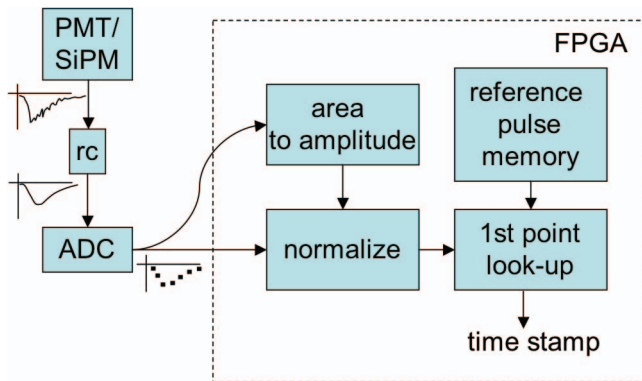 PMT/
SiPM
rc
ADC
FPGA
area
to amplitude
normalize
reference
pulse
memory
1st point
look-up
time stamp